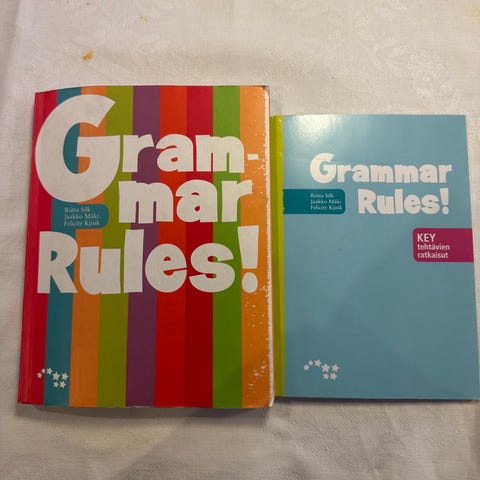 Gram-
mar
Rules!
Riitta Silk
Jaakko Mäki
Felicity Kjisik
Grammar
Rules!
Riitta Silk
Jaakko Mäki
Felicity Kjisik
KEY
tehtävien
ratkaisut